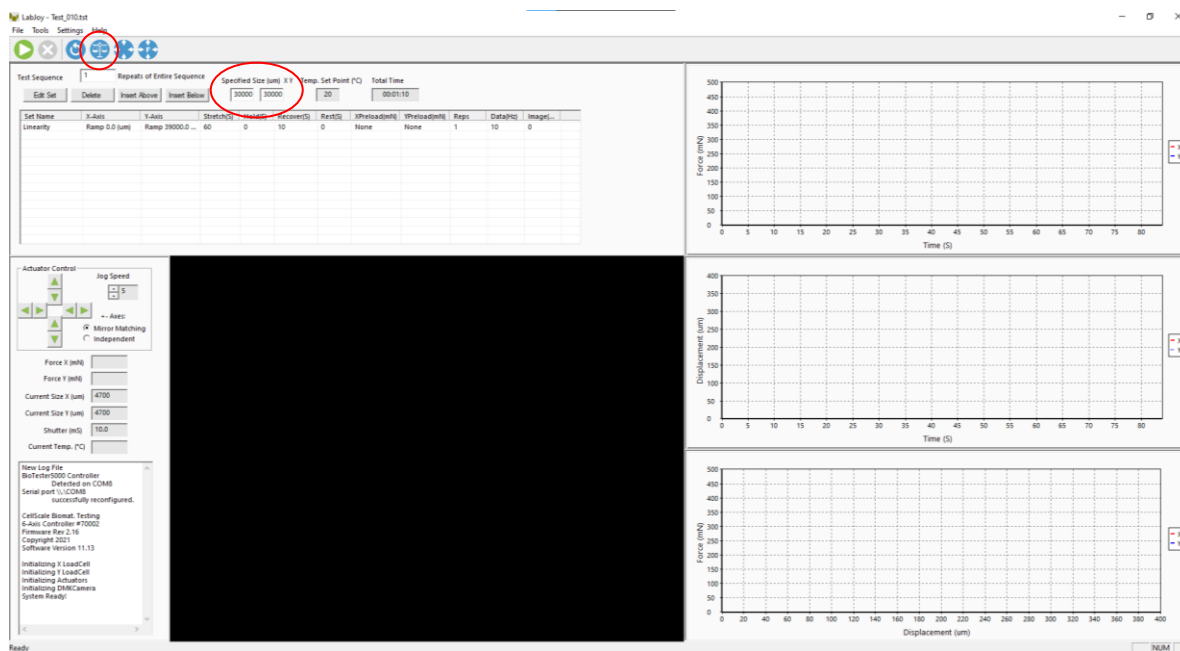 LabJoy - Test_010.tst
File Tools Settings Help
Test Sequence 1 Repeats of Entire Sequence Specified Size (um) X Y Temp. Set Point (°C) Total Time
Edit Set Delete Insert Above Insert Below 30000 30000 20 00:01:10
Set Name X-Axis Y-Axis Stretch(S) Hold(S) Recover(S) Rest(S) XPreload(mN) YPreload(mN) Reps Data(Hz) Image(...
Linearity Ramp 0.0 (um) Ramp 39000.0 ... 60 0 10 0 None None 1 10 0
Actuator Control
Jog Speed
5
+- Axes:
Mirror Matching
Independent
Force X (mN)
Force Y (mN)
Current Size X (um) 4700
Current Size Y (um) 4700
Shutter (mS) 10.0
Current Temp. (°C)
New Log File
BioTester5000 Controller
Detected on COM8
Serial port \\.\COM8
successfully reconfigured.
CellScale Biomat. Testing
6-Axis Controller #70002
Firmware Rev 2.16
Copyright 2021
Software Version 11.13
Initializing X LoadCell
Initializing Y LoadCell
Initializing Actuators
Initializing DMKCamera
System Ready!
Force (mN)
500
450
400
350
300
250
200
150
100
50
0
0 5 10 15 20 25 30 35 40 45 50 55 60 65 70 75 80
Time (S)
X
Y
Displacement (um)
400
350
300
250
200
150
100
50
0
0 5 10 15 20 25 30 35 40 45 50 55 60 65 70 75 80
Time (S)
X
Y
Force (mN)
500
450
400
350
300
250
200
150
100
50
0
0 20 40 60 80 100 120 140 160 180 200 220 240 260 280 300 320 340 360 380 400
Displacement (um)
X
Y
Ready NUM